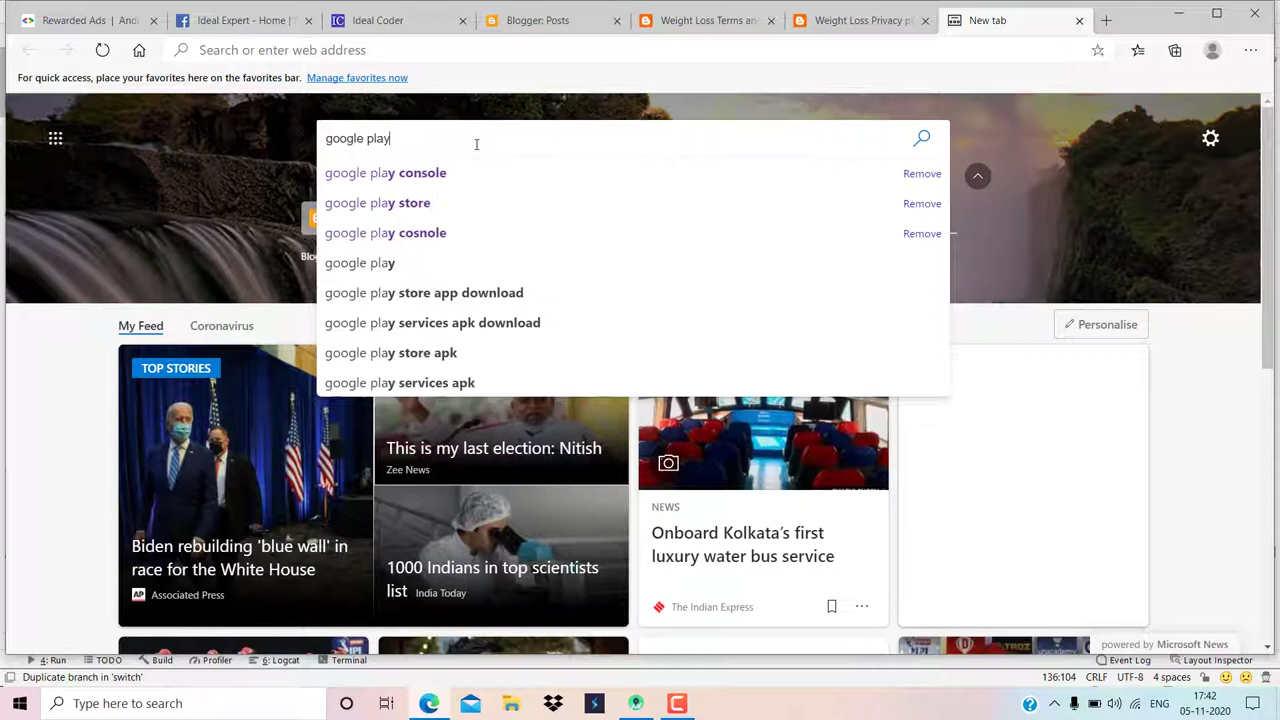 Rewarded Ads | Andr
Ideal Expert - Home |
Ideal Coder
Blogger: Posts
Weight Loss Terms and
Weight Loss Privacy p
New tab
Search or enter web address
For quick access, place your favorites here on the favorites bar. Manage favorites now
google play
google play console Remove
google play store Remove
google play cosnole Remove
google play
google play store app download
google play services apk download
google play store apk
google play services apk
My Feed Coronavirus
Personalise
TOP STORIES
Biden rebuilding 'blue wall' in
race for the White House
AP Associated Press
This is my last election: Nitish
Zee News
1000 Indians in top scientists
list India Today
NEWS
Onboard Kolkata's first
luxury water bus service
The Indian Express
powered by Microsoft News
4: Run TODO Build Profiler 6: Logcat Terminal Event Log Layout Inspector
Duplicate branch in 'switch' 136:104 CRLF UTF-8 4 spaces
Type here to search
ENG
17:42
05-11-2020